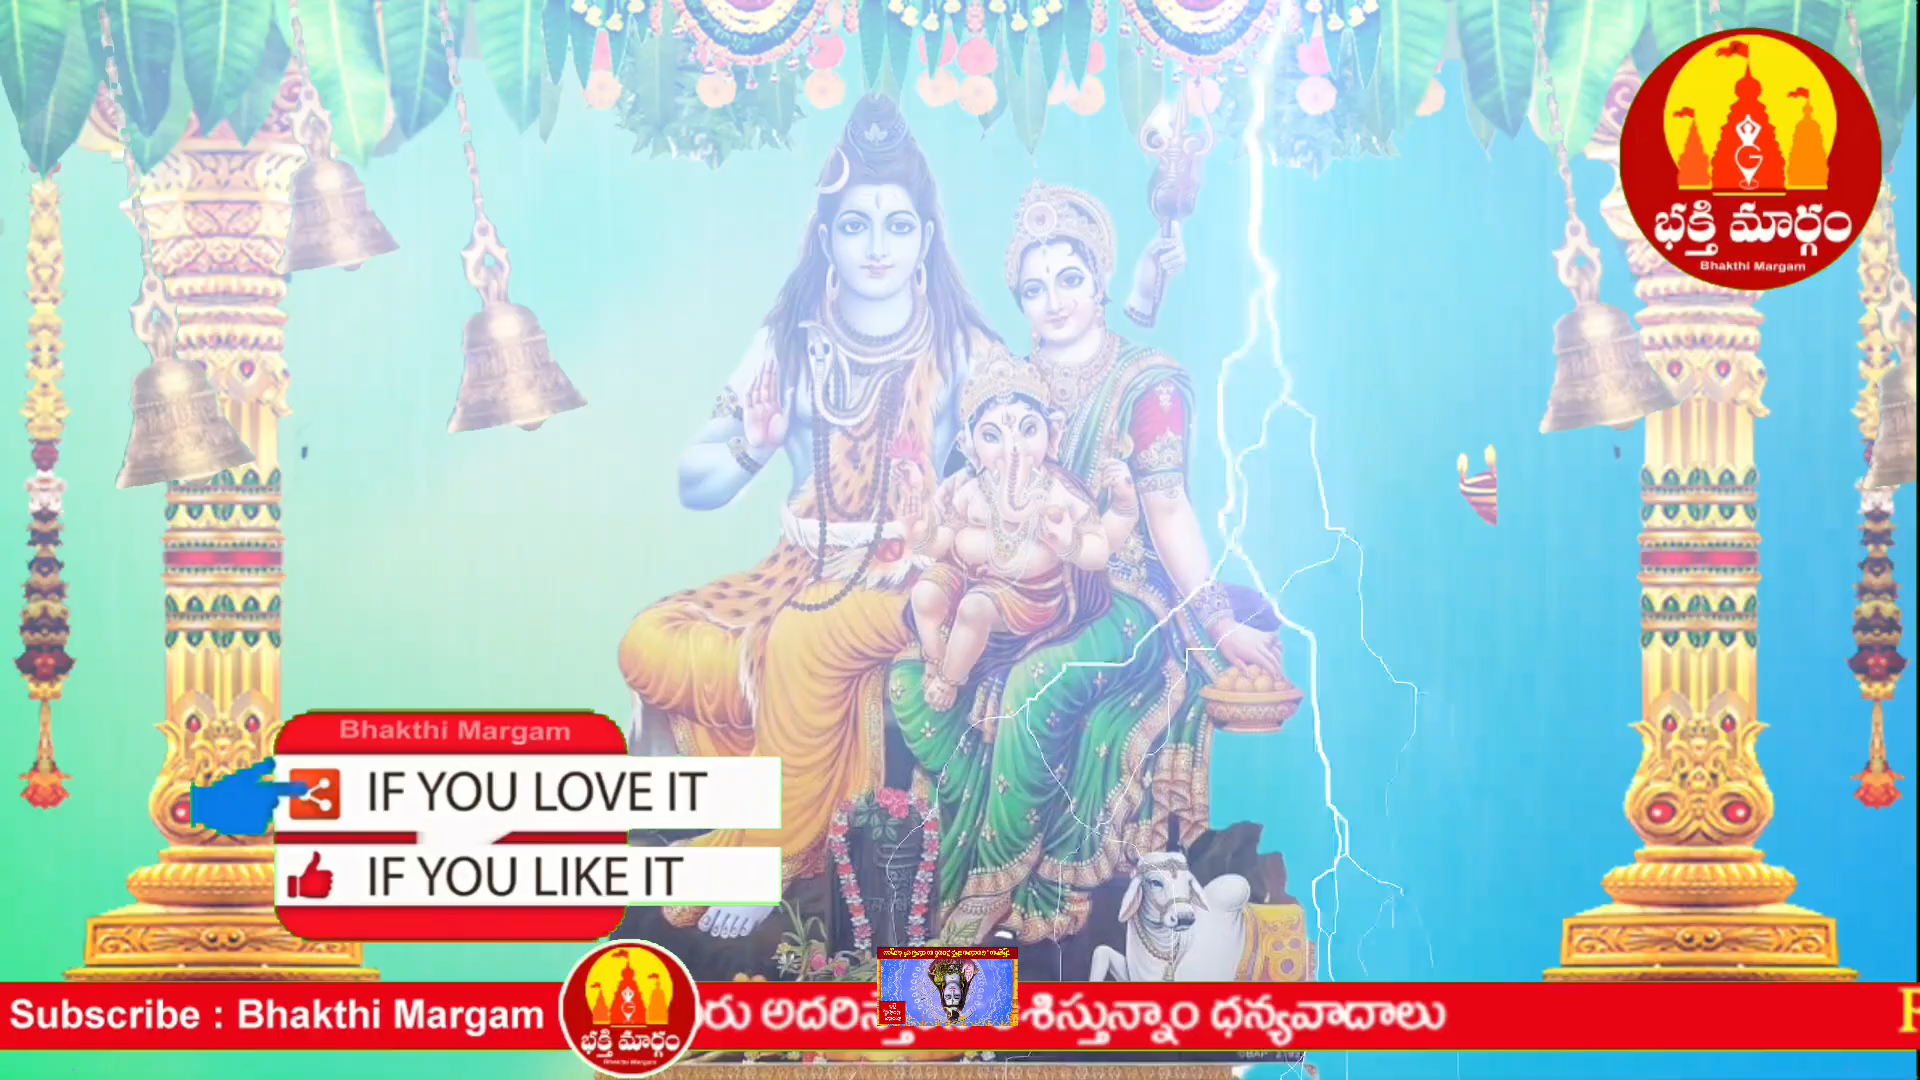 భక్తి మార్గం
Bhakthi Margam
Bhakthi Margam
IF YOU LOVE IT
IF YOU LIKE IT
Subscribe : Bhakthi Margam
భక్తి మార్గం
ధన్యవాదాలు